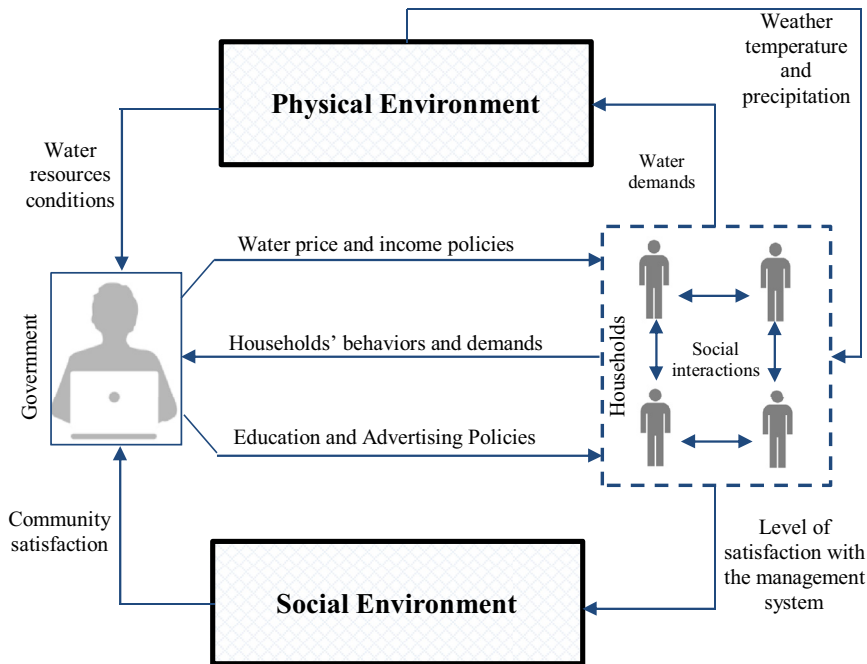 Weather
temperature
and
precipitation
Physical Environment
Water
resources
conditions
Water
demands
Water price and income policies
Government
Households’ behaviors and demands
Households
Social
interactions
Education and Advertising Policies
Community
satisfaction
Level of
satisfaction with
the management
system
Social Environment